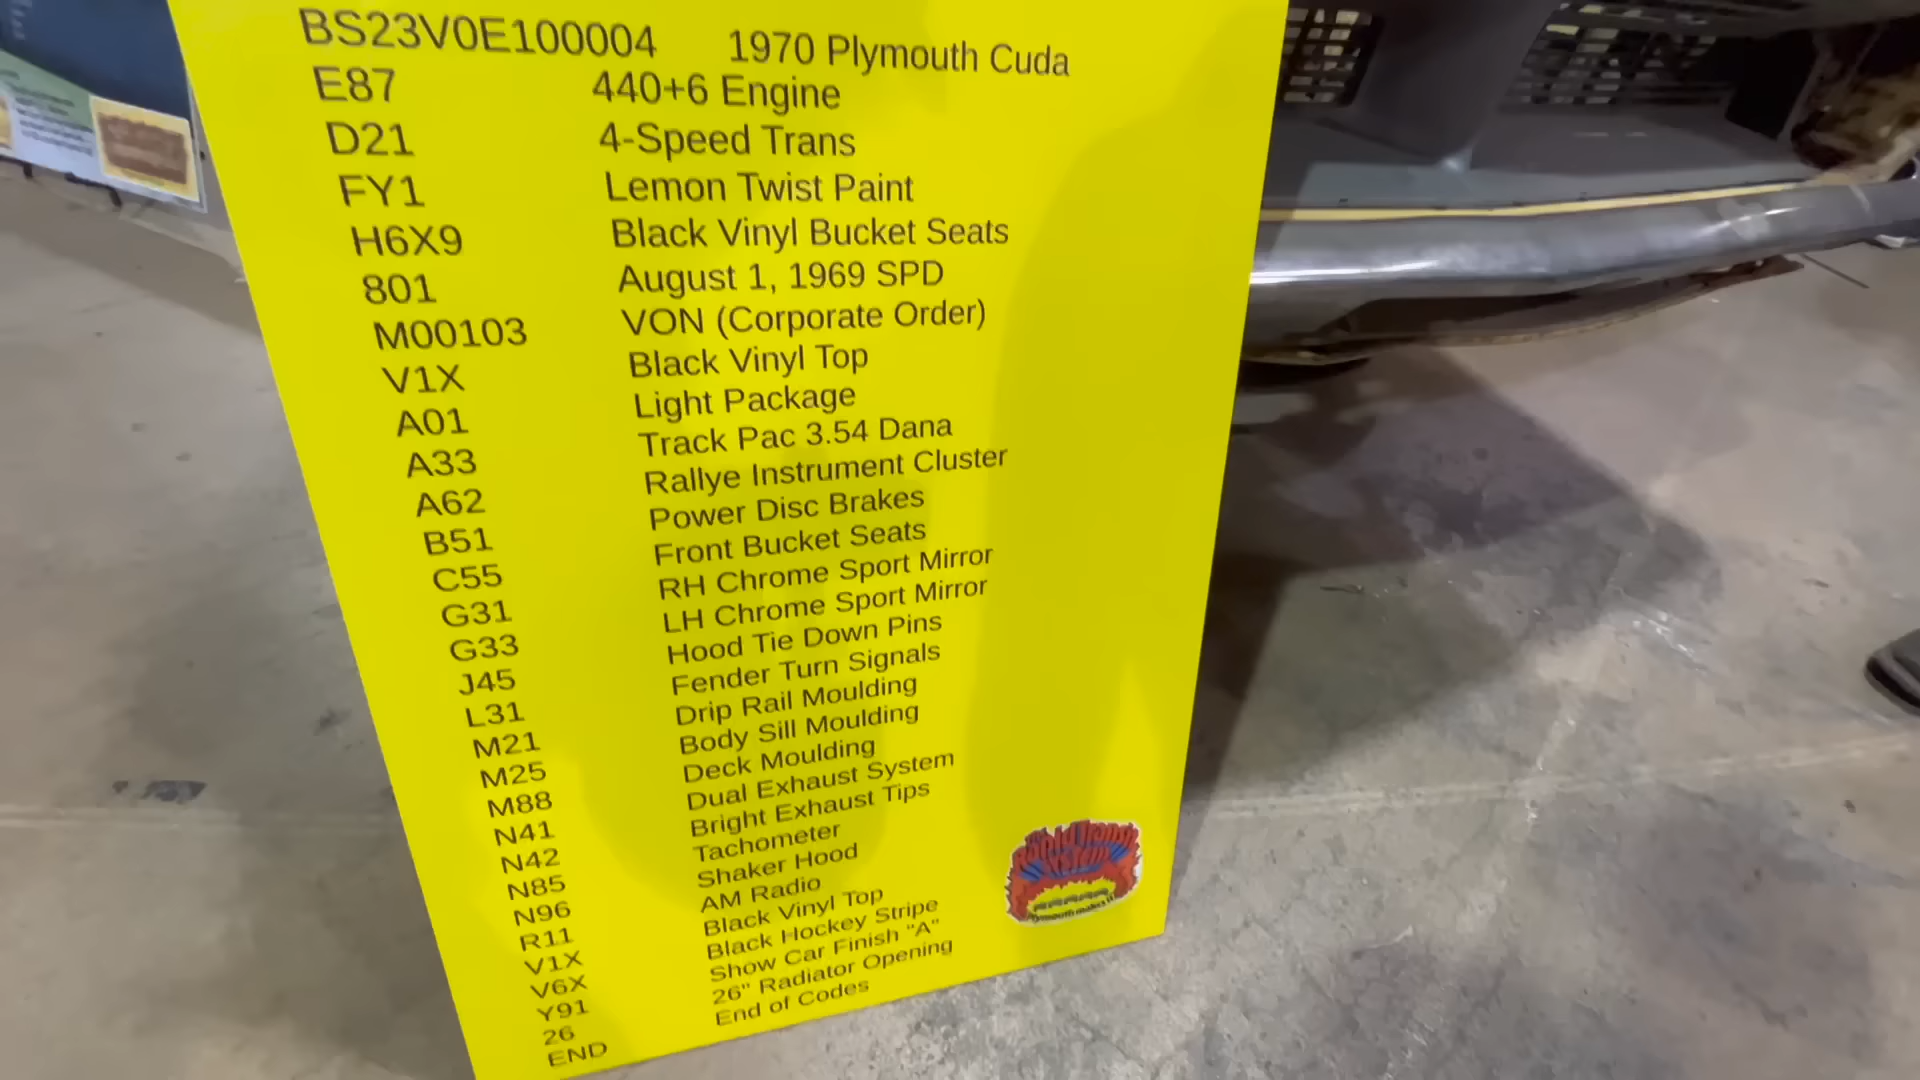 BS23V0E100004 1970 Plymouth Cuda
E87 440+6 Engine
D21 4-Speed Trans
FY1 Lemon Twist Paint
H6X9 Black Vinyl Bucket Seats
801 August 1, 1969 SPD
M00103 VON (Corporate Order)
V1X Black Vinyl Top
A01 Light Package
A33 Track Pac 3.54 Dana
A62 Rallye Instrument Cluster
B51 Power Disc Brakes
C55 Front Bucket Seats
G31 RH Chrome Sport Mirror
G33 LH Chrome Sport Mirror
J45 Hood Tie Down Pins
L31 Fender Turn Signals
M21 Drip Rail Moulding
M25 Body Sill Moulding
M88 Deck Moulding
N41 Dual Exhaust System
N42 Bright Exhaust Tips
N85 Tachometer
N96 Shaker Hood
R11 AM Radio
V1X Black Vinyl Top
V6X Black Hockey Stripe
Y91 Show Car Finish "A"
26 26" Radiator Opening
END End of Codes